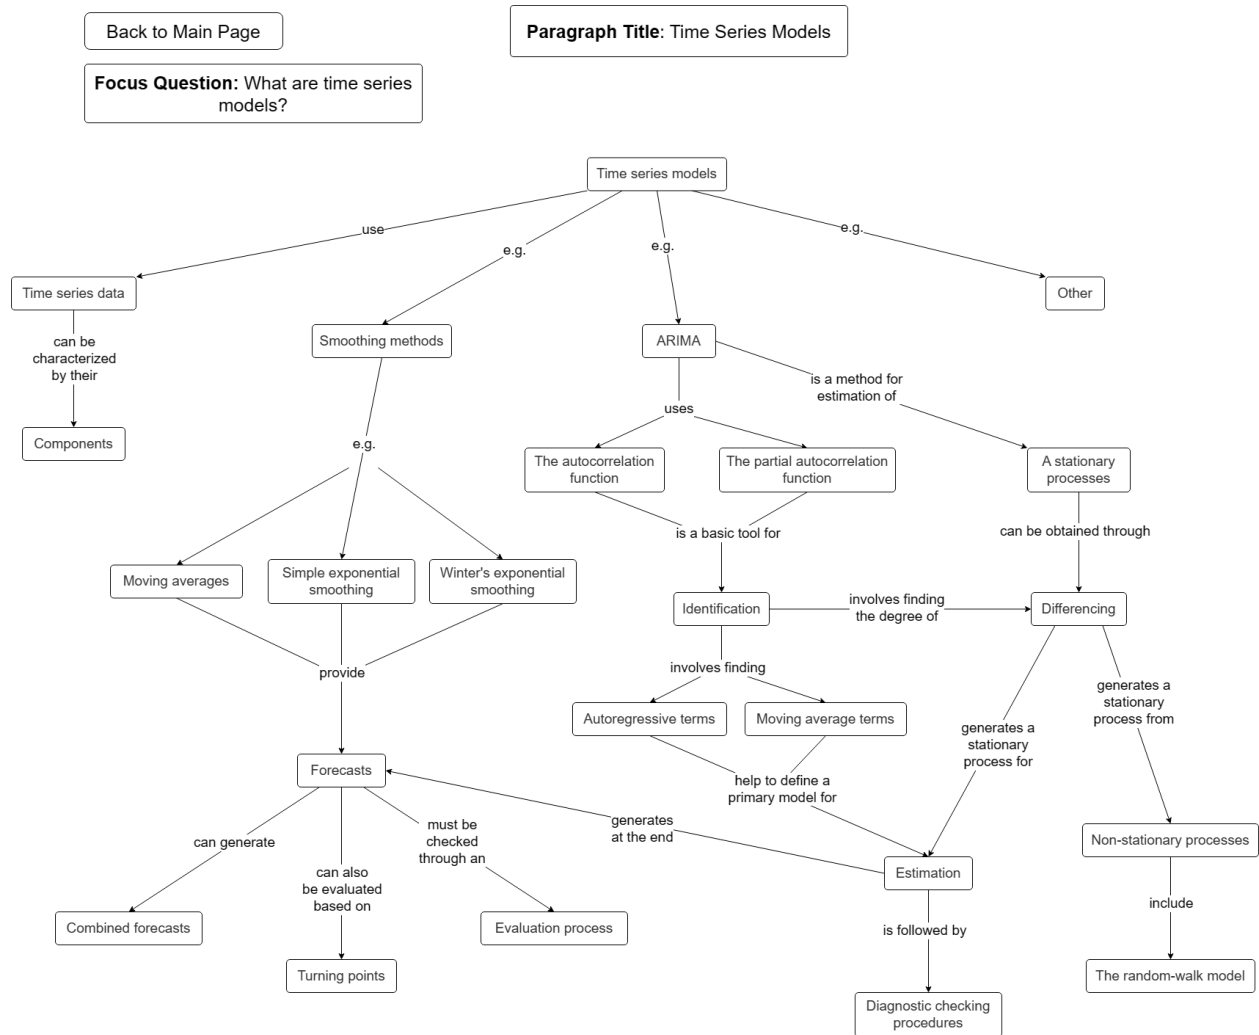 Back to Main Page
Paragraph Title: Time Series Models
Focus Question: What are time series
models?
Time series models
use
e.g.
e.g.
e.g.
Time series data
Other
Smoothing methods
ARIMA
can be
characterized
by their
is a method for
estimation of
uses
Components
e.g.
The autocorrelation
function
The partial autocorrelation
function
A stationary
processes
is a basic tool for
can be obtained through
Moving averages
Simple exponential
smoothing
Winter's exponential
smoothing
Identification
involves finding
the degree of
Differencing
provide
involves finding
generates a
stationary
process from
Autoregressive terms
Moving average terms
generates a
stationary
process for
Forecasts
help to define a
primary model for
can generate
must be
checked
through an
generates
at the end
Non-stationary processes
can also
be evaluated
based on
Estimation
include
Combined forecasts
Evaluation process
is followed by
Turning points
The random-walk model
Diagnostic checking
procedures